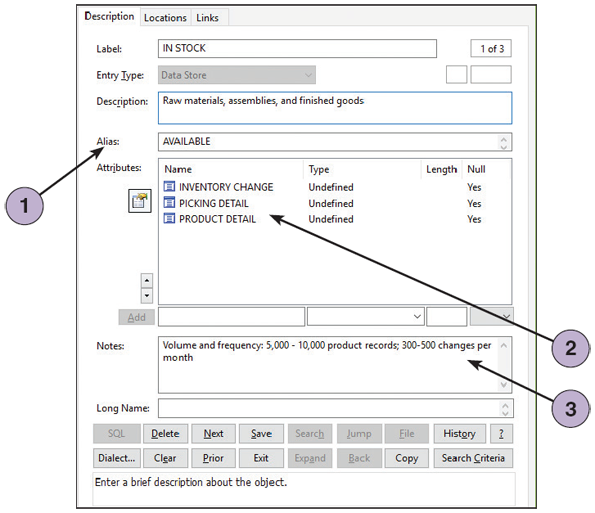 Description Locations Links
Label: IN STOCK 1 of 3
Entry Type: Data Store
Description: Raw materials, assemblies, and finished goods
Alias: AVAILABLE
Attributes: Name Type Length Null
INVENTORY CHANGE Undefined Yes
1
PICKING DETAIL Undefined Yes
PRODUCT DETAIL Undefined Yes
Add
2
Notes: Volume and frequency: 5,000 - 10,000 product records; 300-500 changes per
month
3
Long Name:
SQL Delete Next Save Search Jump File History ?
Dialect... Clear Prior Exit Expand Back Copy Search Criteria
Enter a brief description about the object.